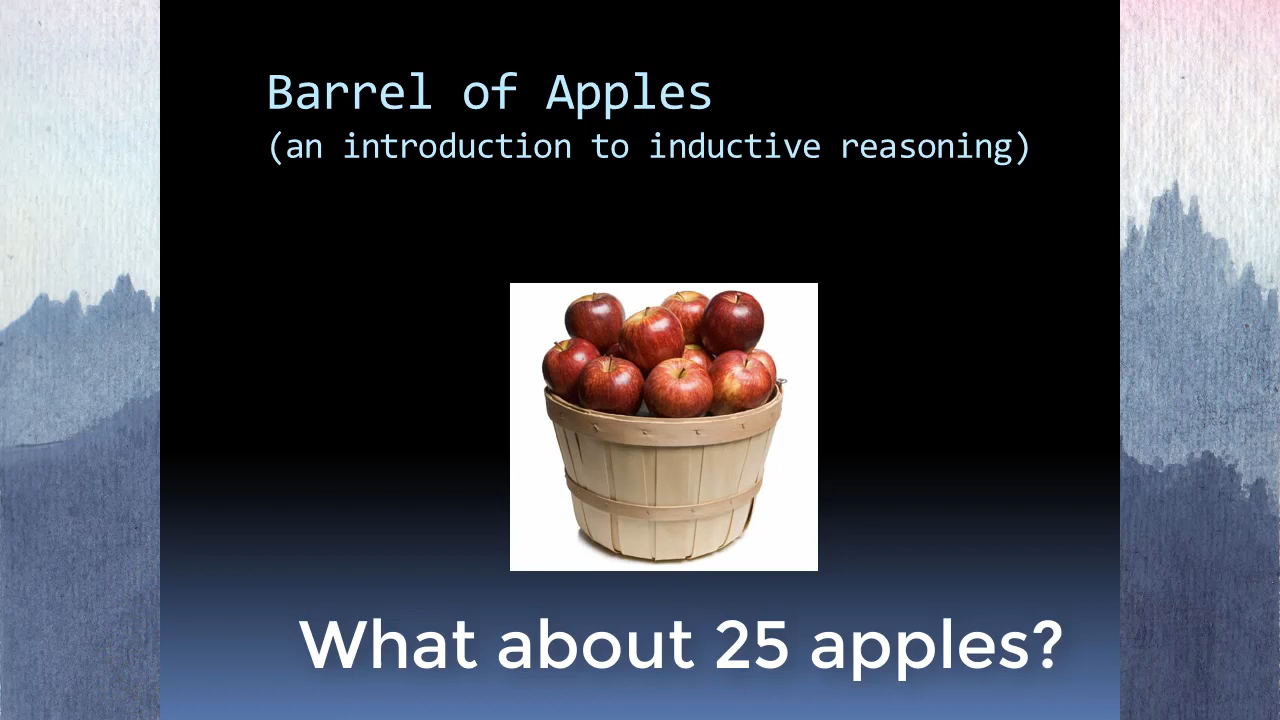 Barrel of Apples
(an introduction to inductive reasoning)
What about 25 apples?